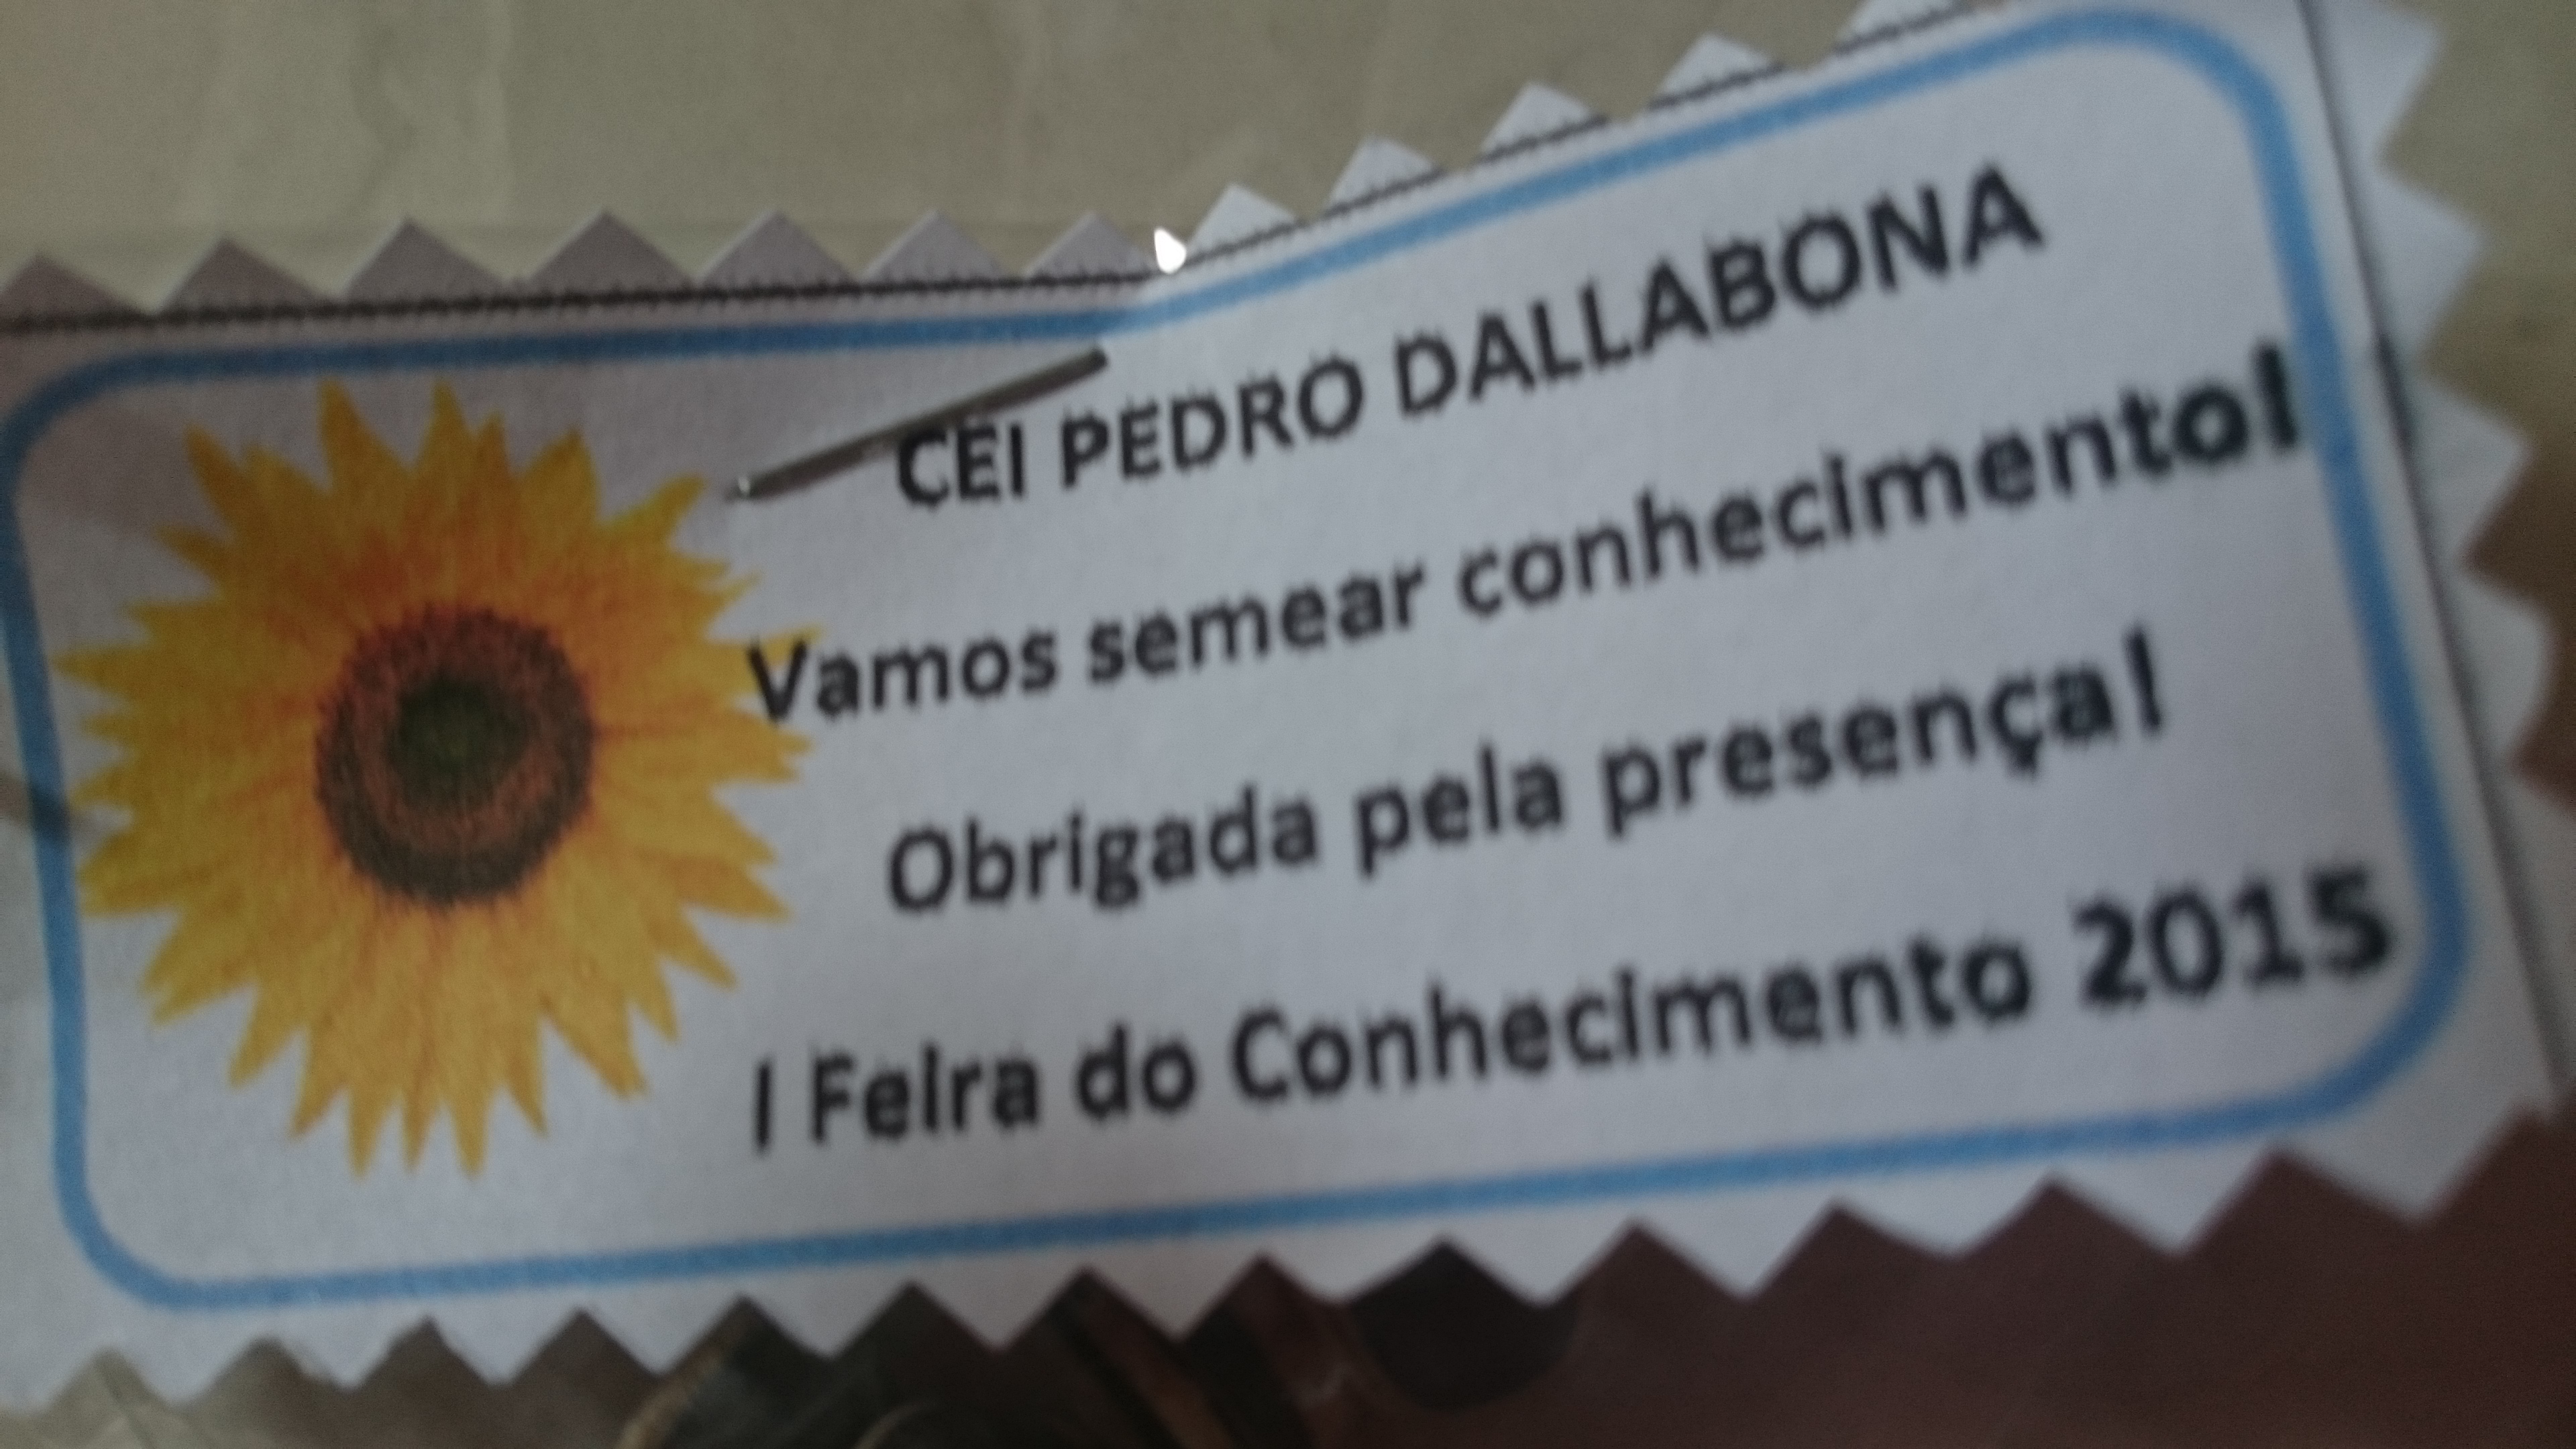 CEI PEDRO DALLABONA
Vamos semear conhecimento!
Obrigada pela presença!
I Feira do Conhecimento 2015